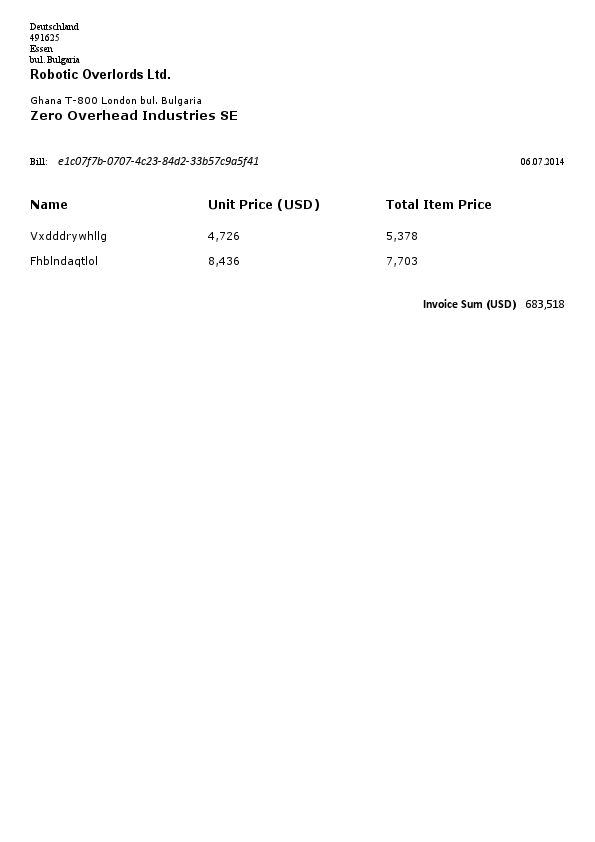 Deutschland
491625
Essen
bul. Bulgaria
Robotic Overlords Ltd.
Ghana T-800 London bul. Bulgaria
Zero Overhead Industries SE
Bill: e1c07f7b-0707-4c23-84d2-33b57c9a5f41 06.07.2014
Name Unit Price (USD) Total Item Price
Vxdddrywhllg 4,726 5,378
Fhblndaqtlol 8,436 7,703
Invoice Sum (USD) 683,518